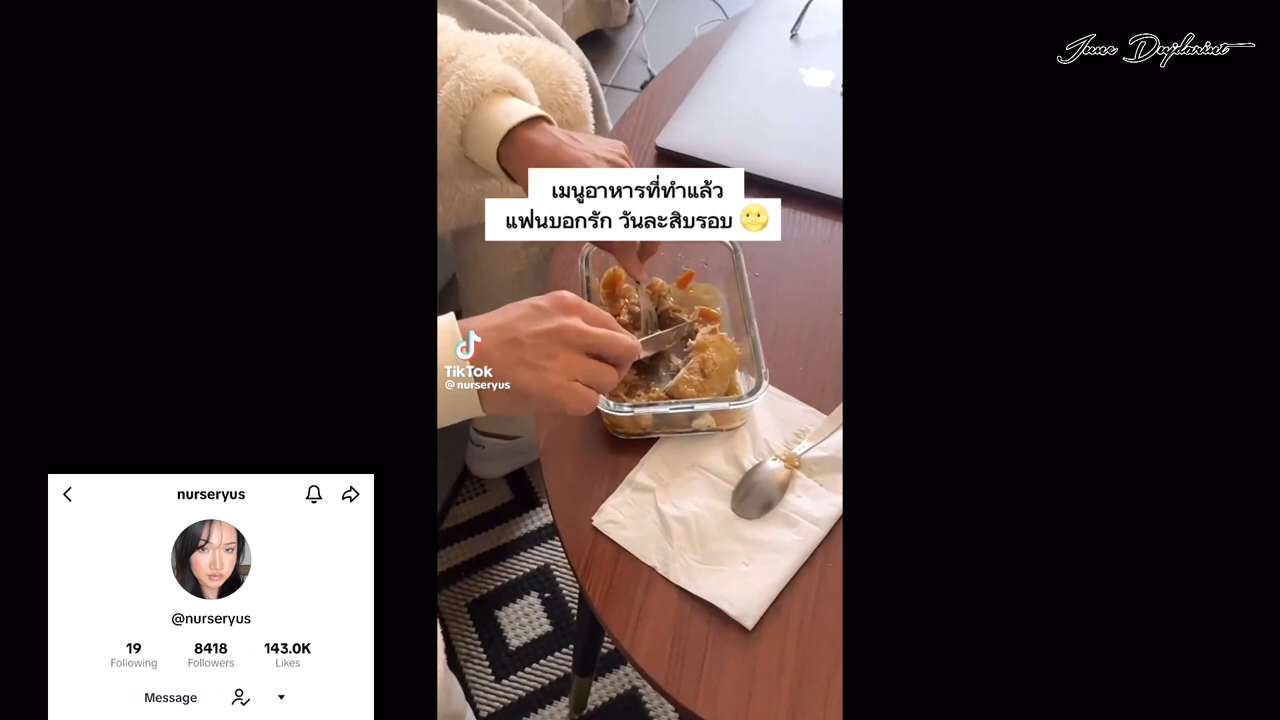 June Dujdarint
เมนูอาหารที่ทำแล้ว
แฟนบอกรัก วันละสิบรอบ 🌝
TikTok
@nurseryus
nurseryus
@nurseryus
19 8418 143.0K
Following Followers Likes
Message